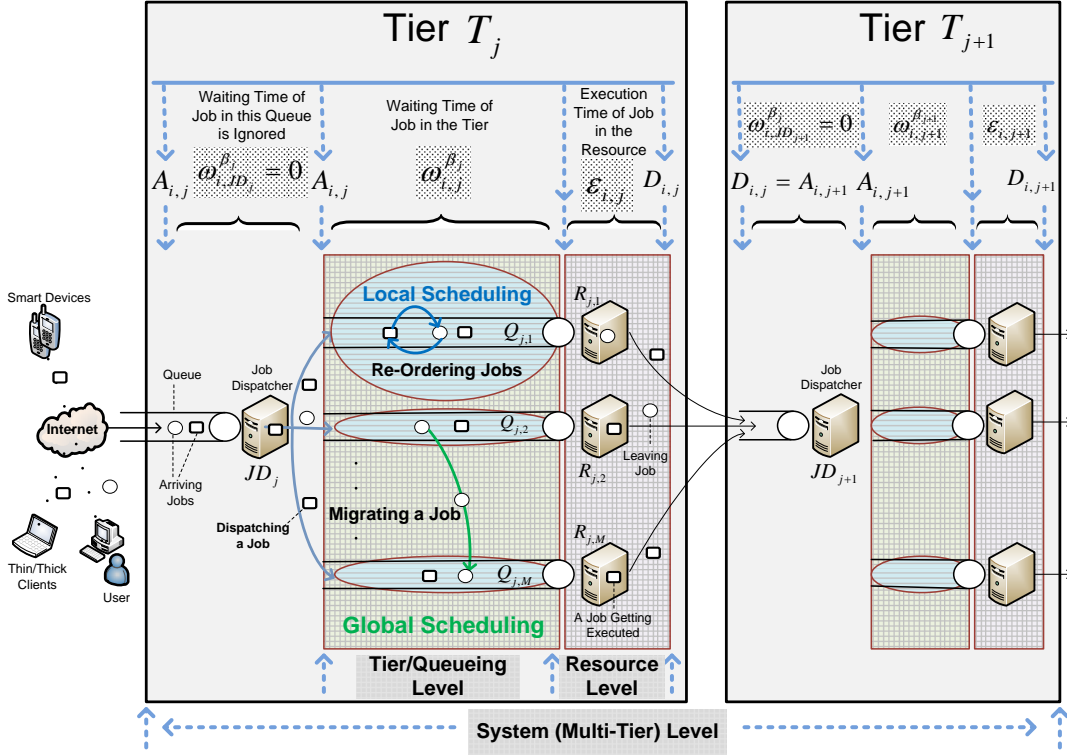 Tier T_j
Tier T_{j+1}
Waiting Time of
Job in this Queue
is Ignored
Waiting Time of
Job in the Tier
Execution
Time of Job
in the
Resource
ω_{i,JD_j}^{β_j} = 0
ω_{i,j}^{β_j}
ε_{i,j}
ω_{i,JD_{j+1}}^{β_j} = 0
ω_{i,j+1}^{β_{j+1}}
ε_{i,j+1}
A_{i,j}
A_{i,j}
D_{i,j}
D_{i,j} = A_{i,j+1}
A_{i,j+1}
D_{i,j+1}
Smart Devices
Local Scheduling
R_{j,1}
Q_{j,1}
Re-Ordering Jobs
Queue
Job
Dispatcher
Job
Dispatcher
Internet
Q_{j,2}
R_{j,2}
Leaving
Job
JD_j
JD_{j+1}
Arriving
Jobs
Dispatching
a Job
Migrating a Job
R_{j,M}
Q_{j,M}
Thin/Thick
Clients
User
A Job Getting
Executed
Global Scheduling
Tier/Queueing
Level
Resource
Level
System (Multi-Tier) Level